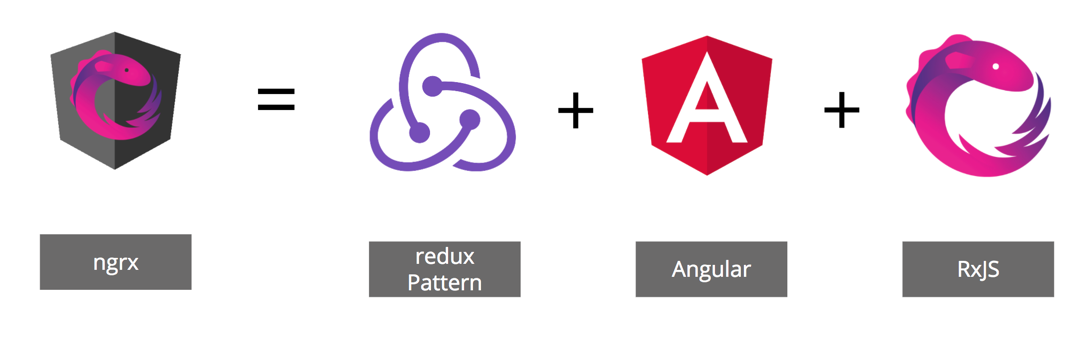 =
+
+
ngrx
redux
Pattern
Angular
RxJS